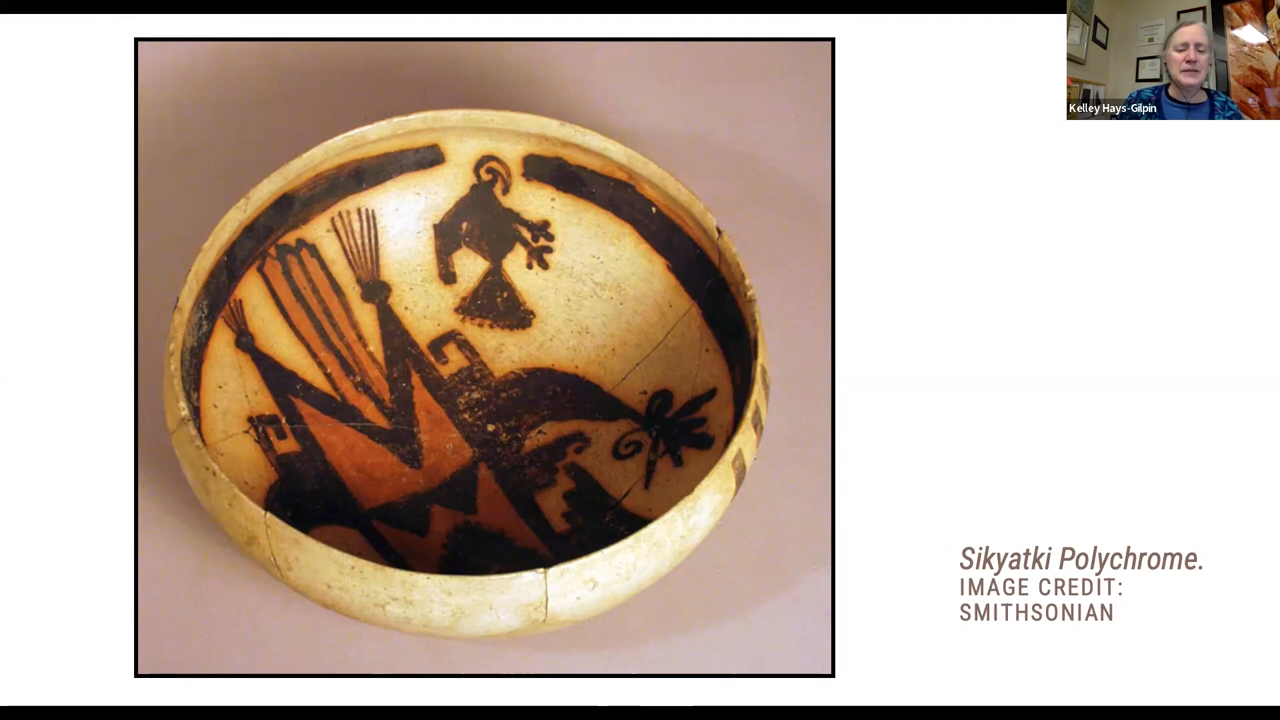 Kelley Hays-Gilpin
Sikyatki Polychrome.
IMAGE CREDIT:
SMITHSONIAN